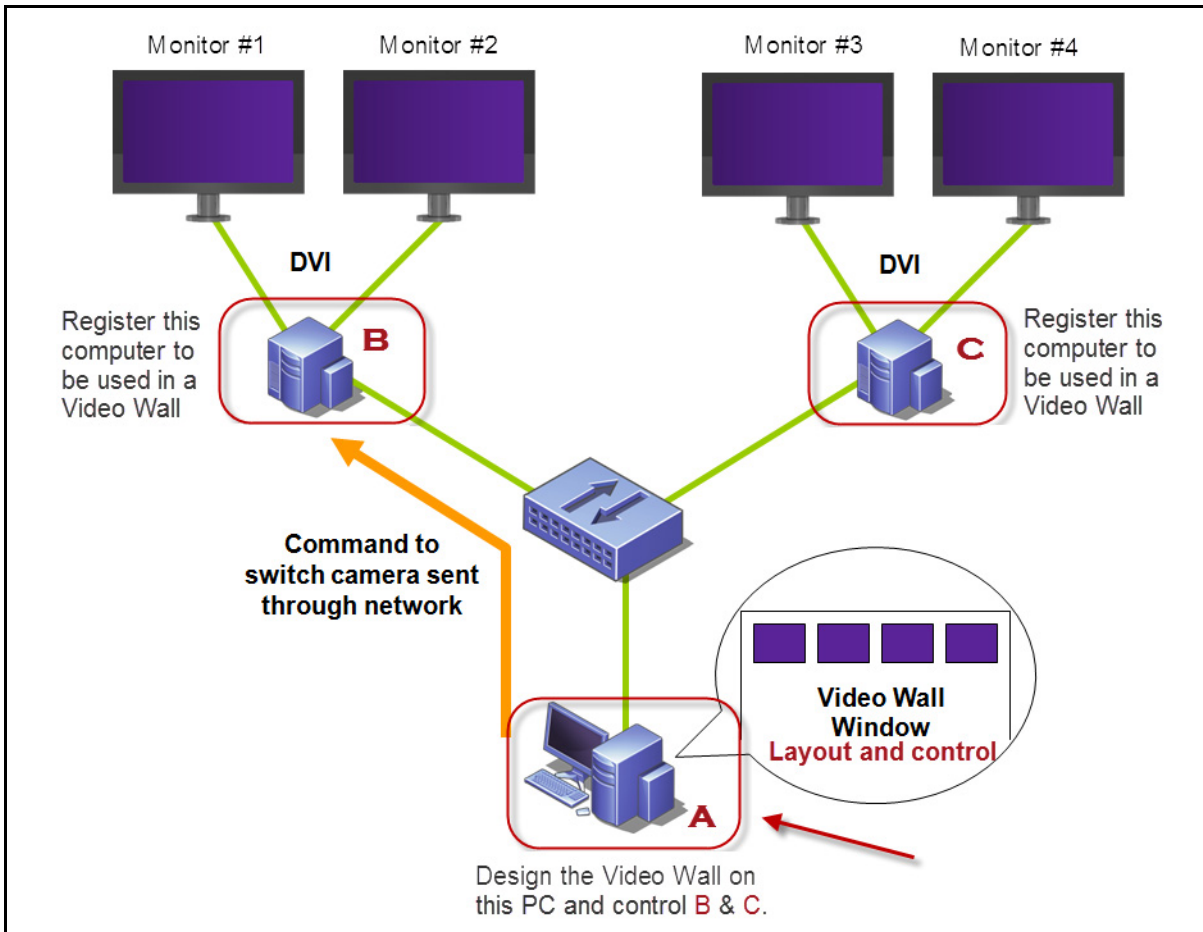 Monitor #1
Monitor #2
Monitor #3
Monitor #4
DVI
DVI
Register this
computer to
be used in a
Video Wall
B
C
Register this
computer to
be used in a
Video Wall
Command to
switch camera sent
through network
Video Wall
Window
Layout and control
A
Design the Video Wall on
this PC and control B & C.